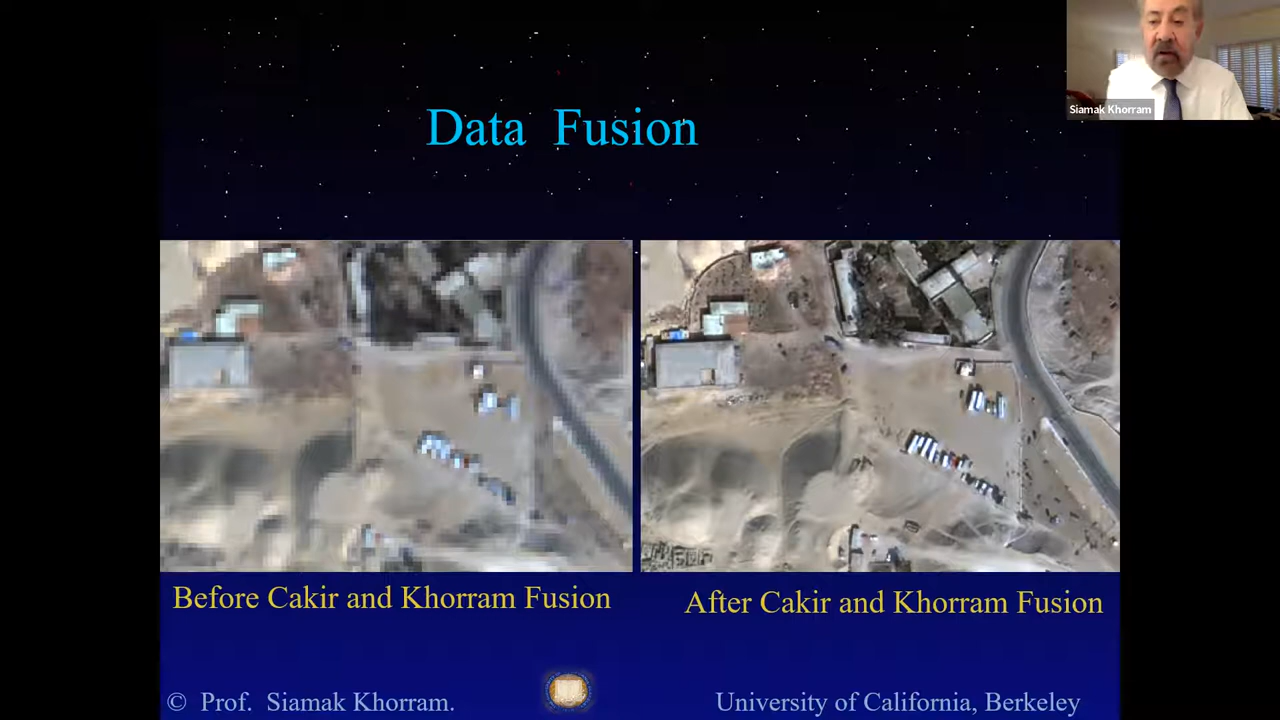 Siamak Khorram
Data Fusion
Before Cakir and Khorram Fusion
After Cakir and Khorram Fusion
© Prof. Siamak Khorram.
University of California, Berkeley